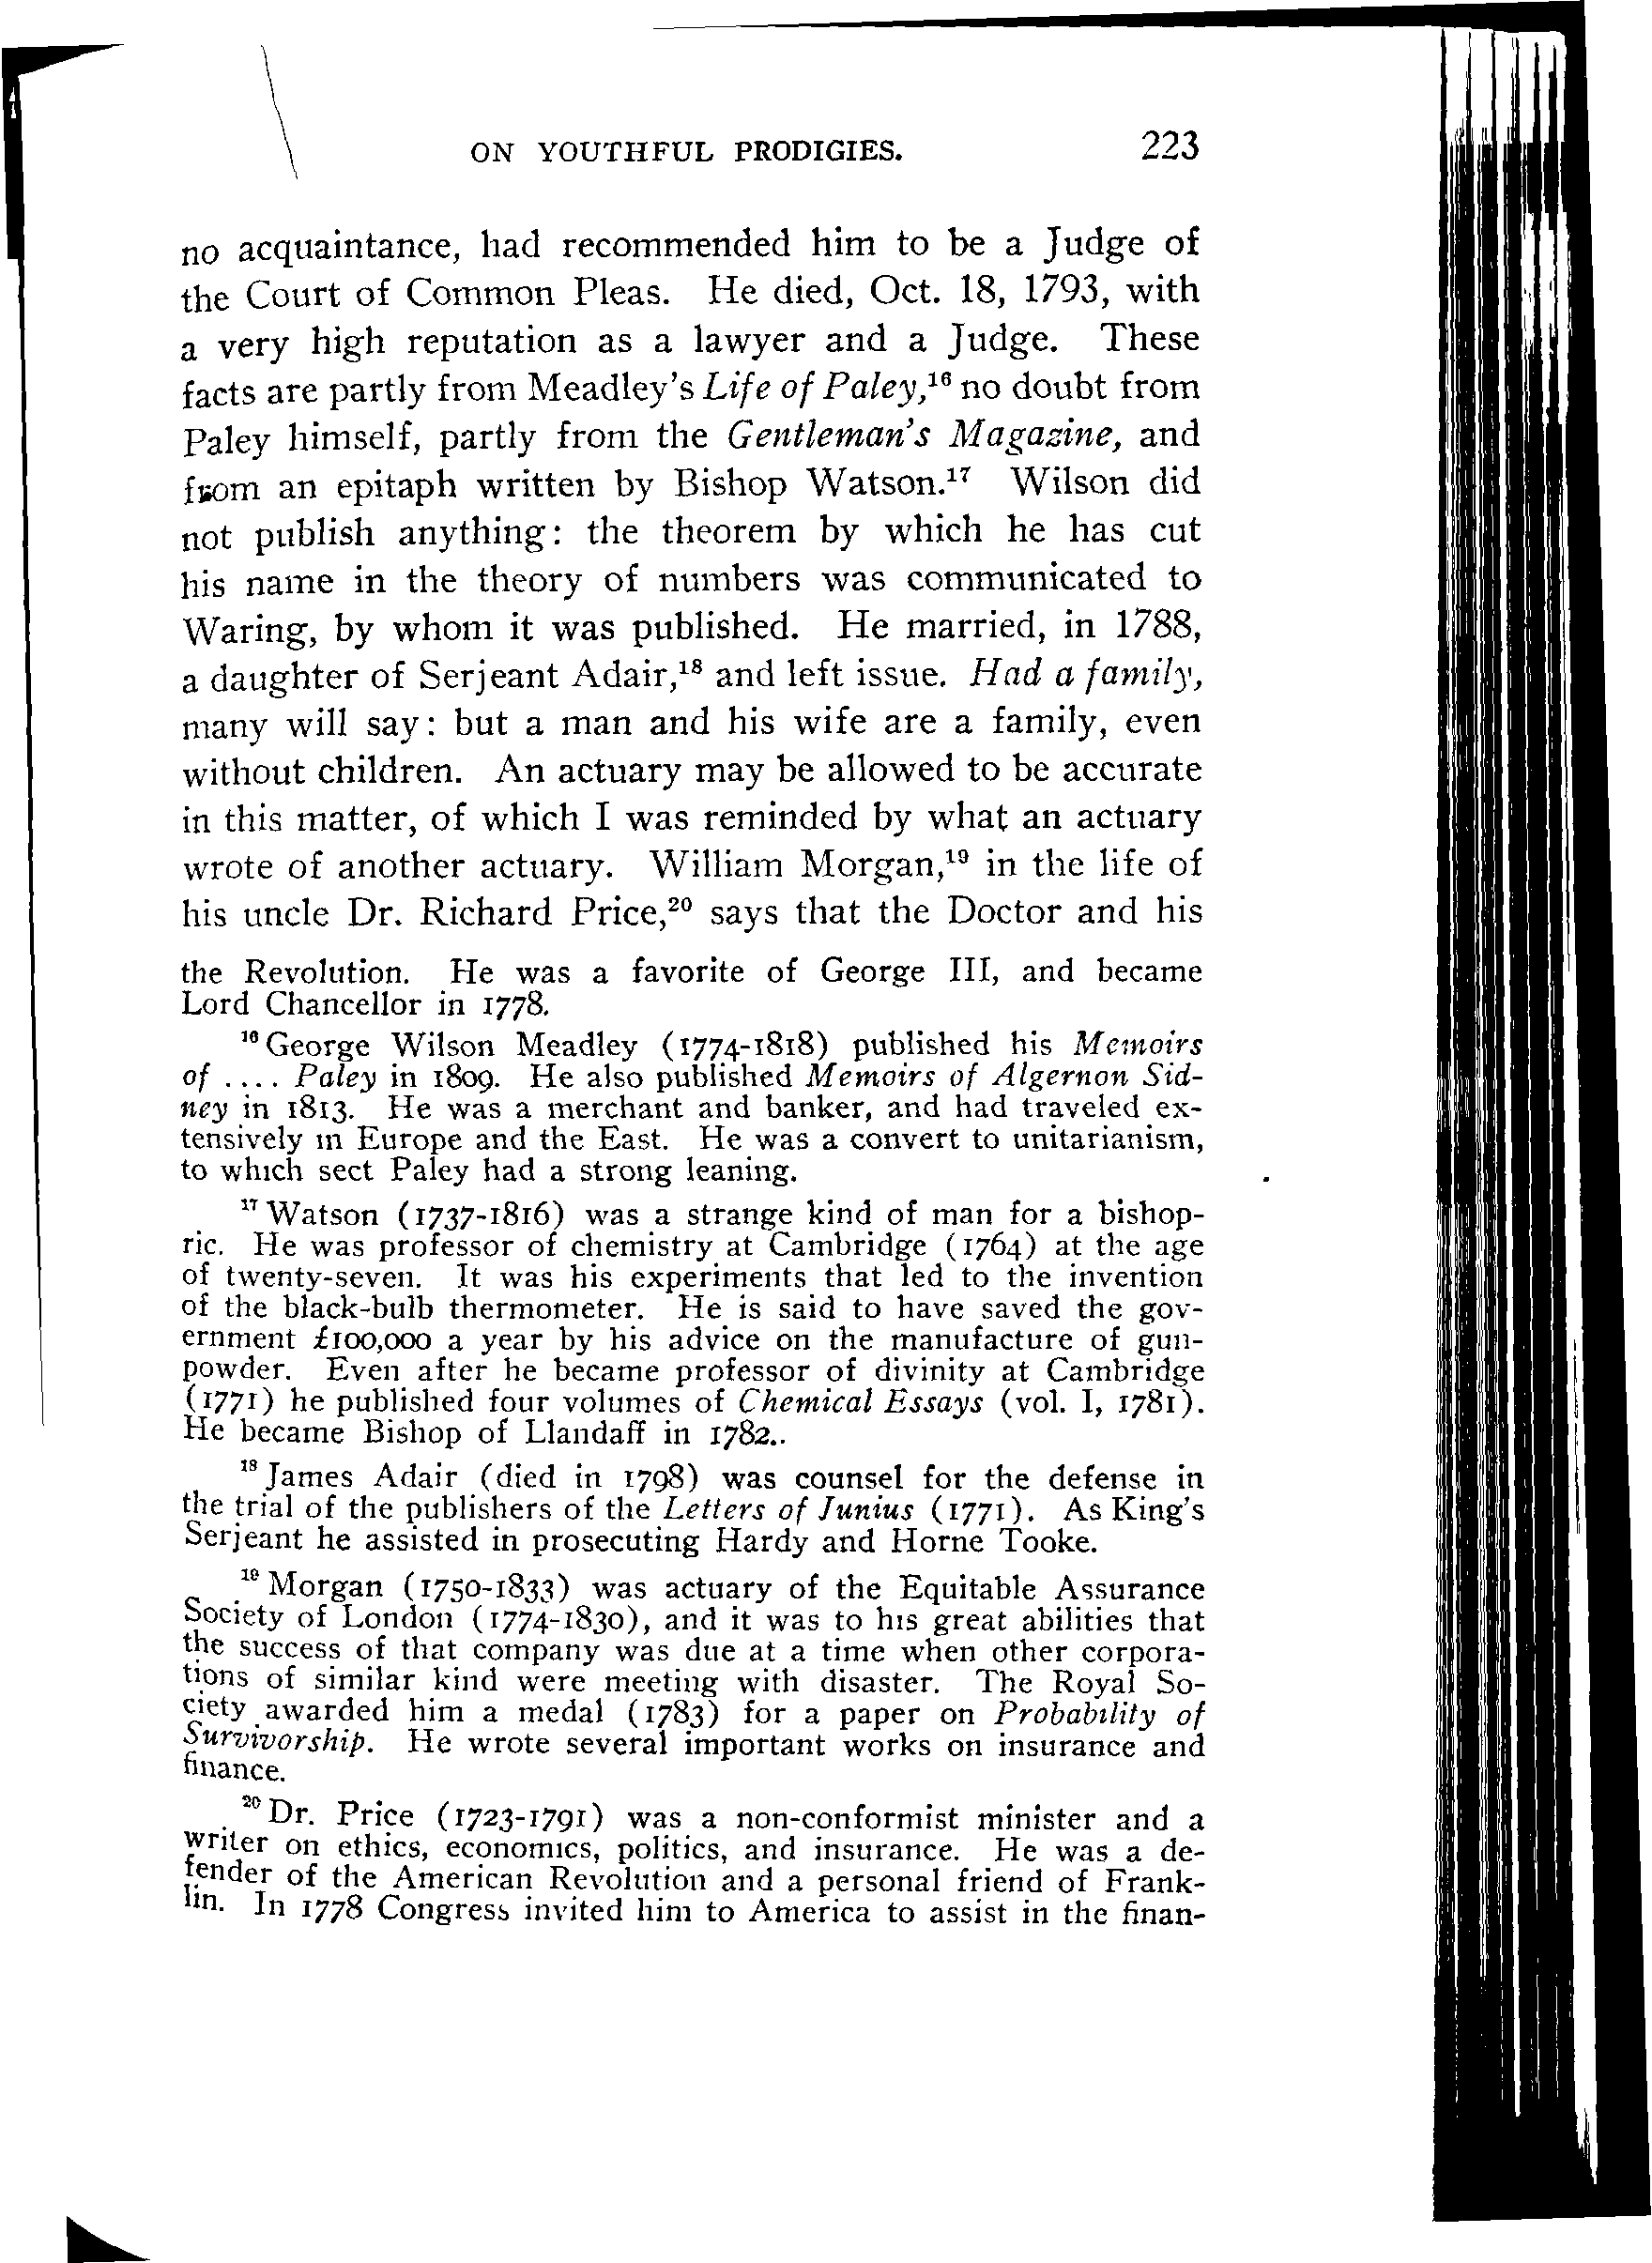 ON YOUTHFUL PRODIGIES. 223
no acquaintance, had recommended him to be a Judge of
the Court of Common Pleas. He died, Oct. 18, 1793, with
a very high reputation as a lawyer and a Judge. These
facts are partly from Meadley's Life of Paley,¹⁶ no doubt from
Paley himself, partly from the Gentleman's Magazine, and
from an epitaph written by Bishop Watson.¹⁷ Wilson did
not publish anything: the theorem by which he has cut
his name in the theory of numbers was communicated to
Waring, by whom it was published. He married, in 1788,
a daughter of Serjeant Adair,¹⁸ and left issue. Had a family,
many will say: but a man and his wife are a family, even
without children. An actuary may be allowed to be accurate
in this matter, of which I was reminded by what an actuary
wrote of another actuary. William Morgan,¹⁹ in the life of
his uncle Dr. Richard Price,²⁰ says that the Doctor and his
the Revolution. He was a favorite of George III, and became
Lord Chancellor in 1778.
¹⁶ George Wilson Meadley (1774-1818) published his Memoirs
of .... Paley in 1809. He also published Memoirs of Algernon Sid-
ney in 1813. He was a merchant and banker, and had traveled ex-
tensively in Europe and the East. He was a convert to unitarianism,
to which sect Paley had a strong leaning.
¹⁷ Watson (1737-1816) was a strange kind of man for a bishop-
ric. He was professor of chemistry at Cambridge (1764) at the age
of twenty-seven. It was his experiments that led to the invention
of the black-bulb thermometer. He is said to have saved the gov-
ernment £100,000 a year by his advice on the manufacture of gun-
powder. Even after he became professor of divinity at Cambridge
(1771) he published four volumes of Chemical Essays (vol. I, 1781).
He became Bishop of Llandaff in 1782..
¹⁸ James Adair (died in 1798) was counsel for the defense in
the trial of the publishers of the Letters of Junius (1771). As King's
Serjeant he assisted in prosecuting Hardy and Horne Tooke.
¹⁹ Morgan (1750-1833) was actuary of the Equitable Assurance
Society of London (1774-1830), and it was to his great abilities that
the success of that company was due at a time when other corpora-
tions of similar kind were meeting with disaster. The Royal So-
ciety awarded him a medal (1783) for a paper on Probability of
Survivorship. He wrote several important works on insurance and
finance.
²⁰ Dr. Price (1723-1791) was a non-conformist minister and a
writer on ethics, economics, politics, and insurance. He was a de-
fender of the American Revolution and a personal friend of Frank-
lin. In 1778 Congress invited him to America to assist in the finan-